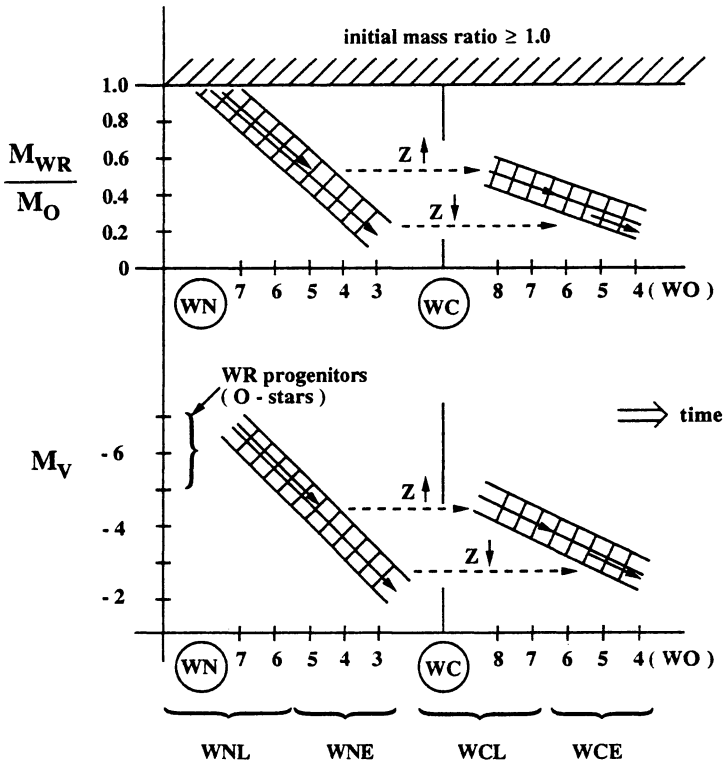 initial mass ratio ≥ 1.0
1.0
0.8
0.6
0.4
0.2
0
M_WR / M_O
Z
Z
WN 7 6 5 4 3 WC 8 7 6 5 4 ( WO )
WR progenitors
( O - stars )
time
M_V
- 6
- 4
- 2
Z
Z
WN 7 6 5 4 3 WC 8 7 6 5 4 ( WO )
WNL WNE WCL WCE